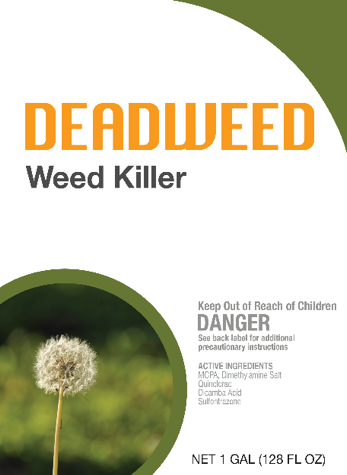 DEADWEED
Weed Killer
Keep Out of Reach of Children
DANGER
See back label for additional
precautionary instructions
ACTIVE INGREDIENTS
MCPA, Dimethylamine Salt
Quinclorac
Dicamba Acid
Sulfentrazone
NET 1 GAL (128 FL OZ)